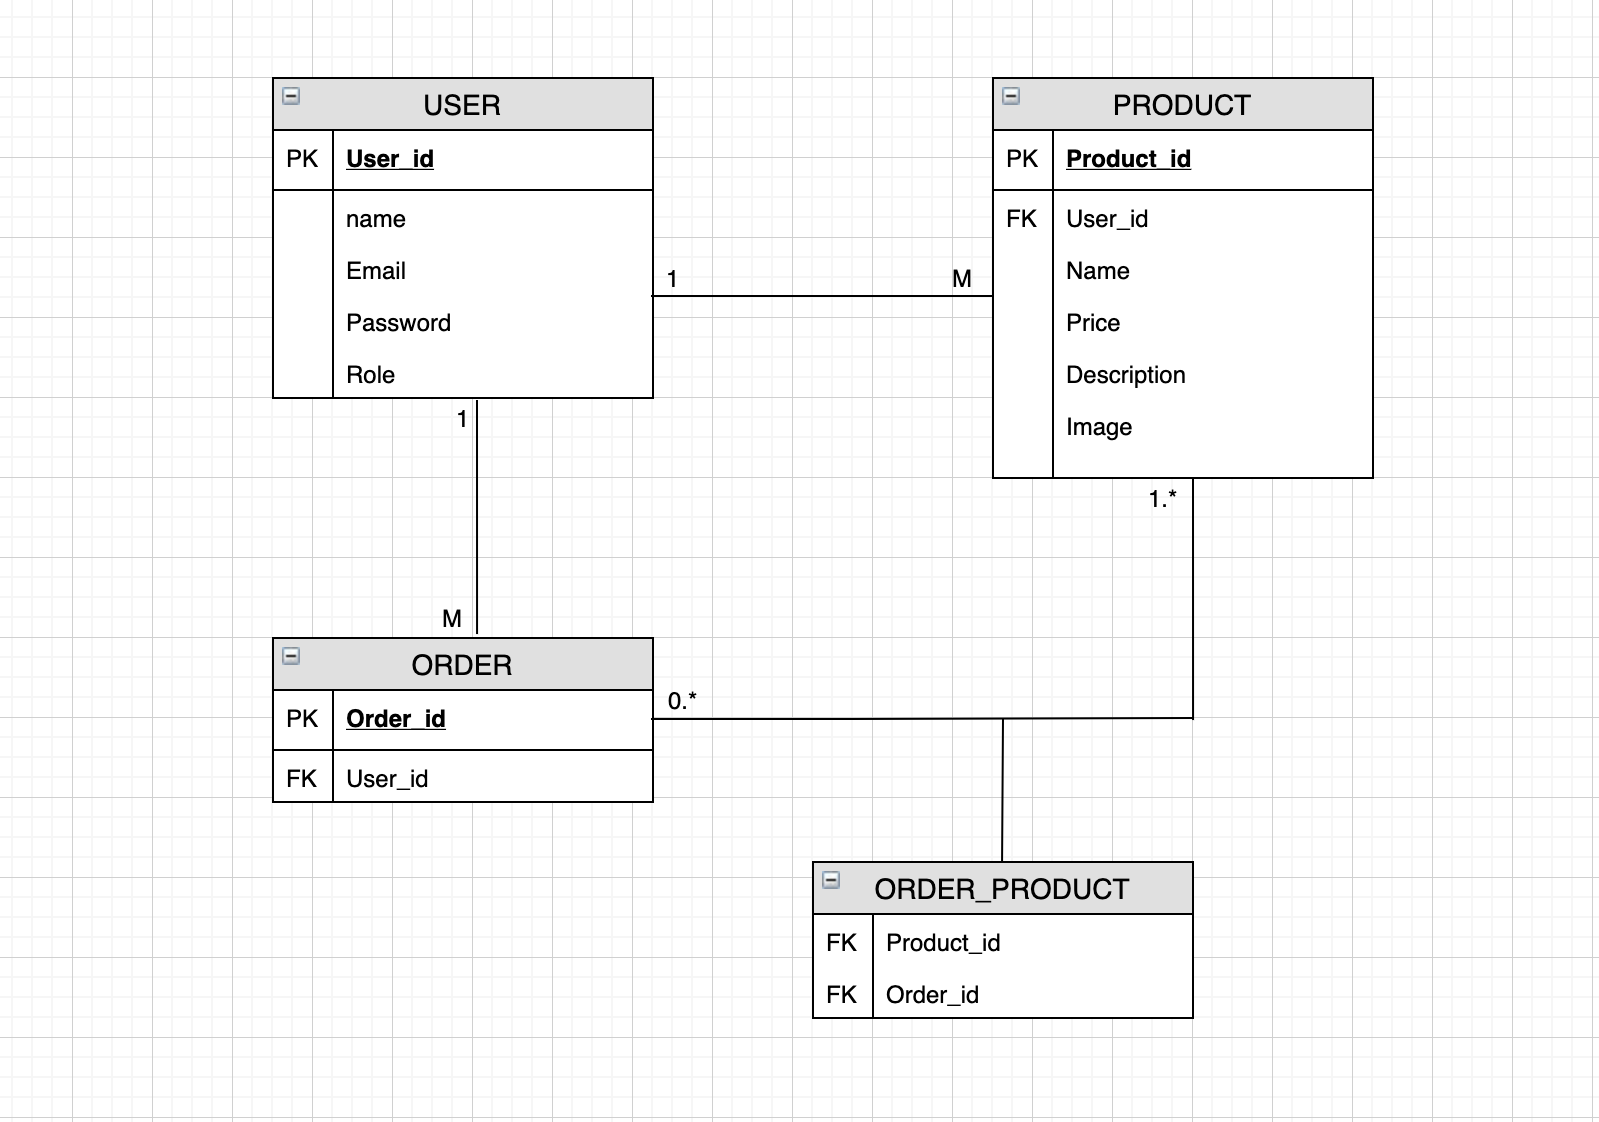 USER
PK User_id
name
Email
Password
Role
PRODUCT
PK Product_id
FK User_id
Name
Price
Description
Image
1 M
1
M
1.*
ORDER
PK Order_id
FK User_id
0.*
ORDER_PRODUCT
FK Product_id
FK Order_id